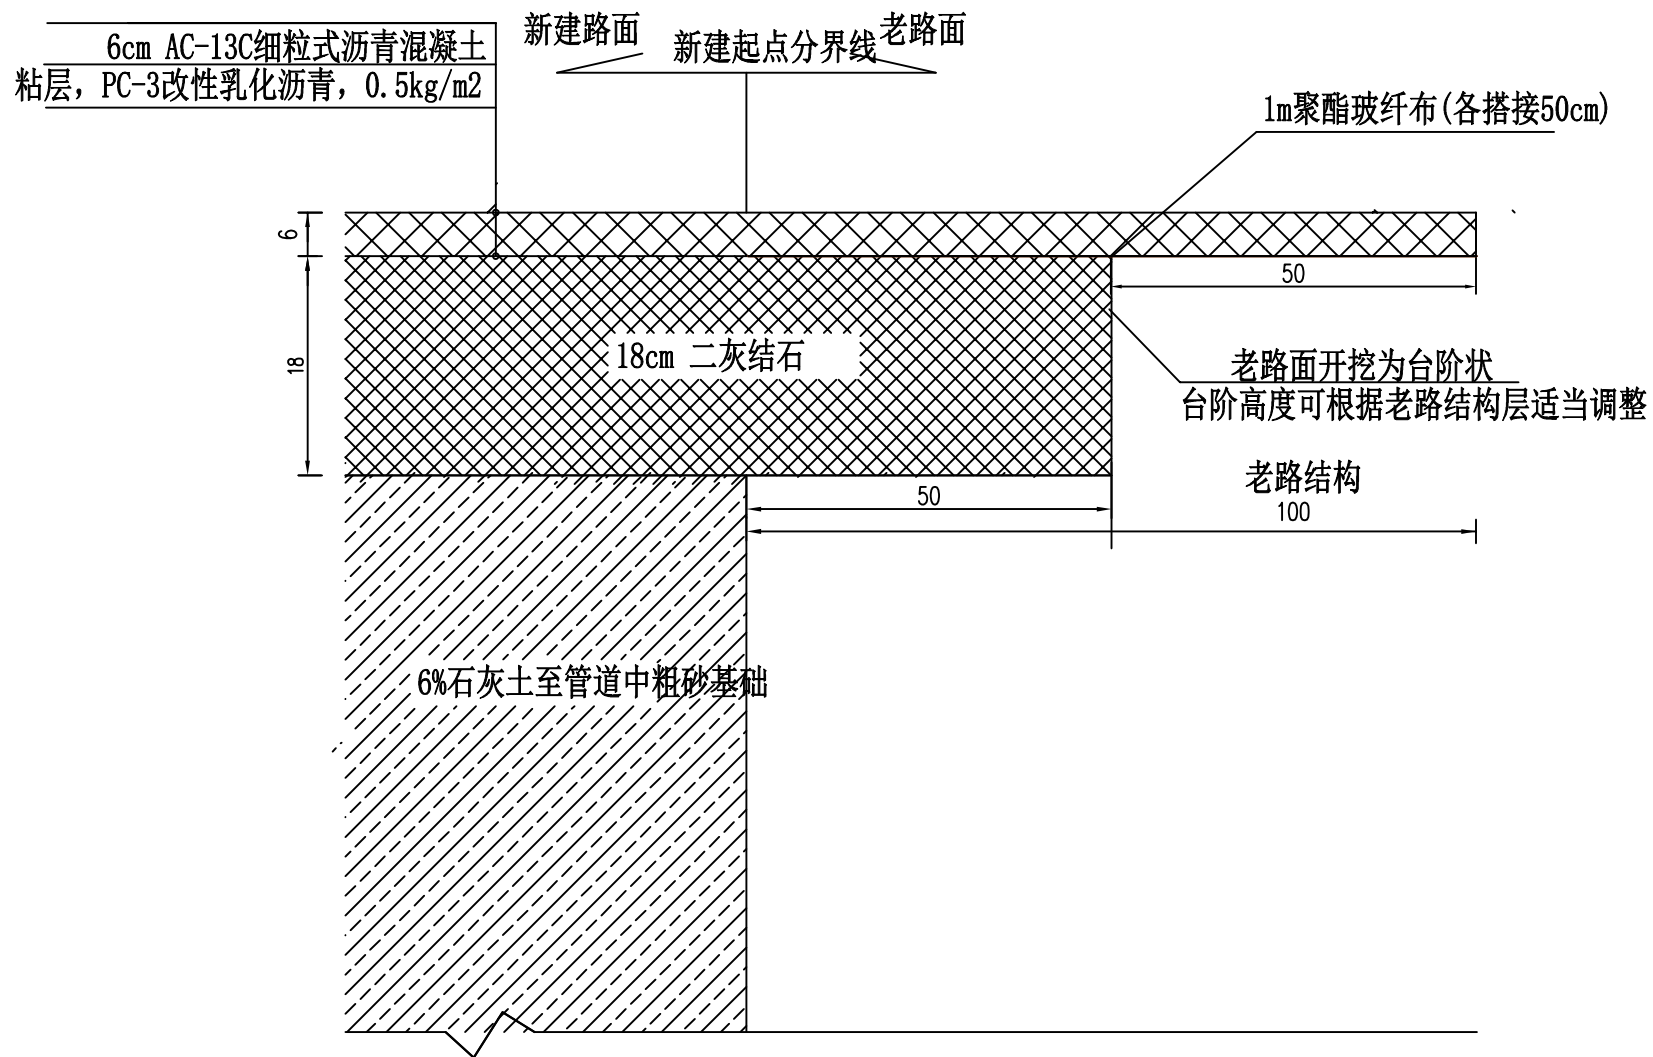 新建路面
老路面
新建起点分界线
6cm AC-13C细粒式沥青混凝土
粘层，PC-3改性乳化沥青，0.5kg/m2
1m聚酯玻纤布(各搭接50cm)
6
50
18
18cm 二灰结石
老路面开挖为台阶状
台阶高度可根据老路结构层适当调整
老路结构
50
100
6%石灰土至管道中粗砂基础